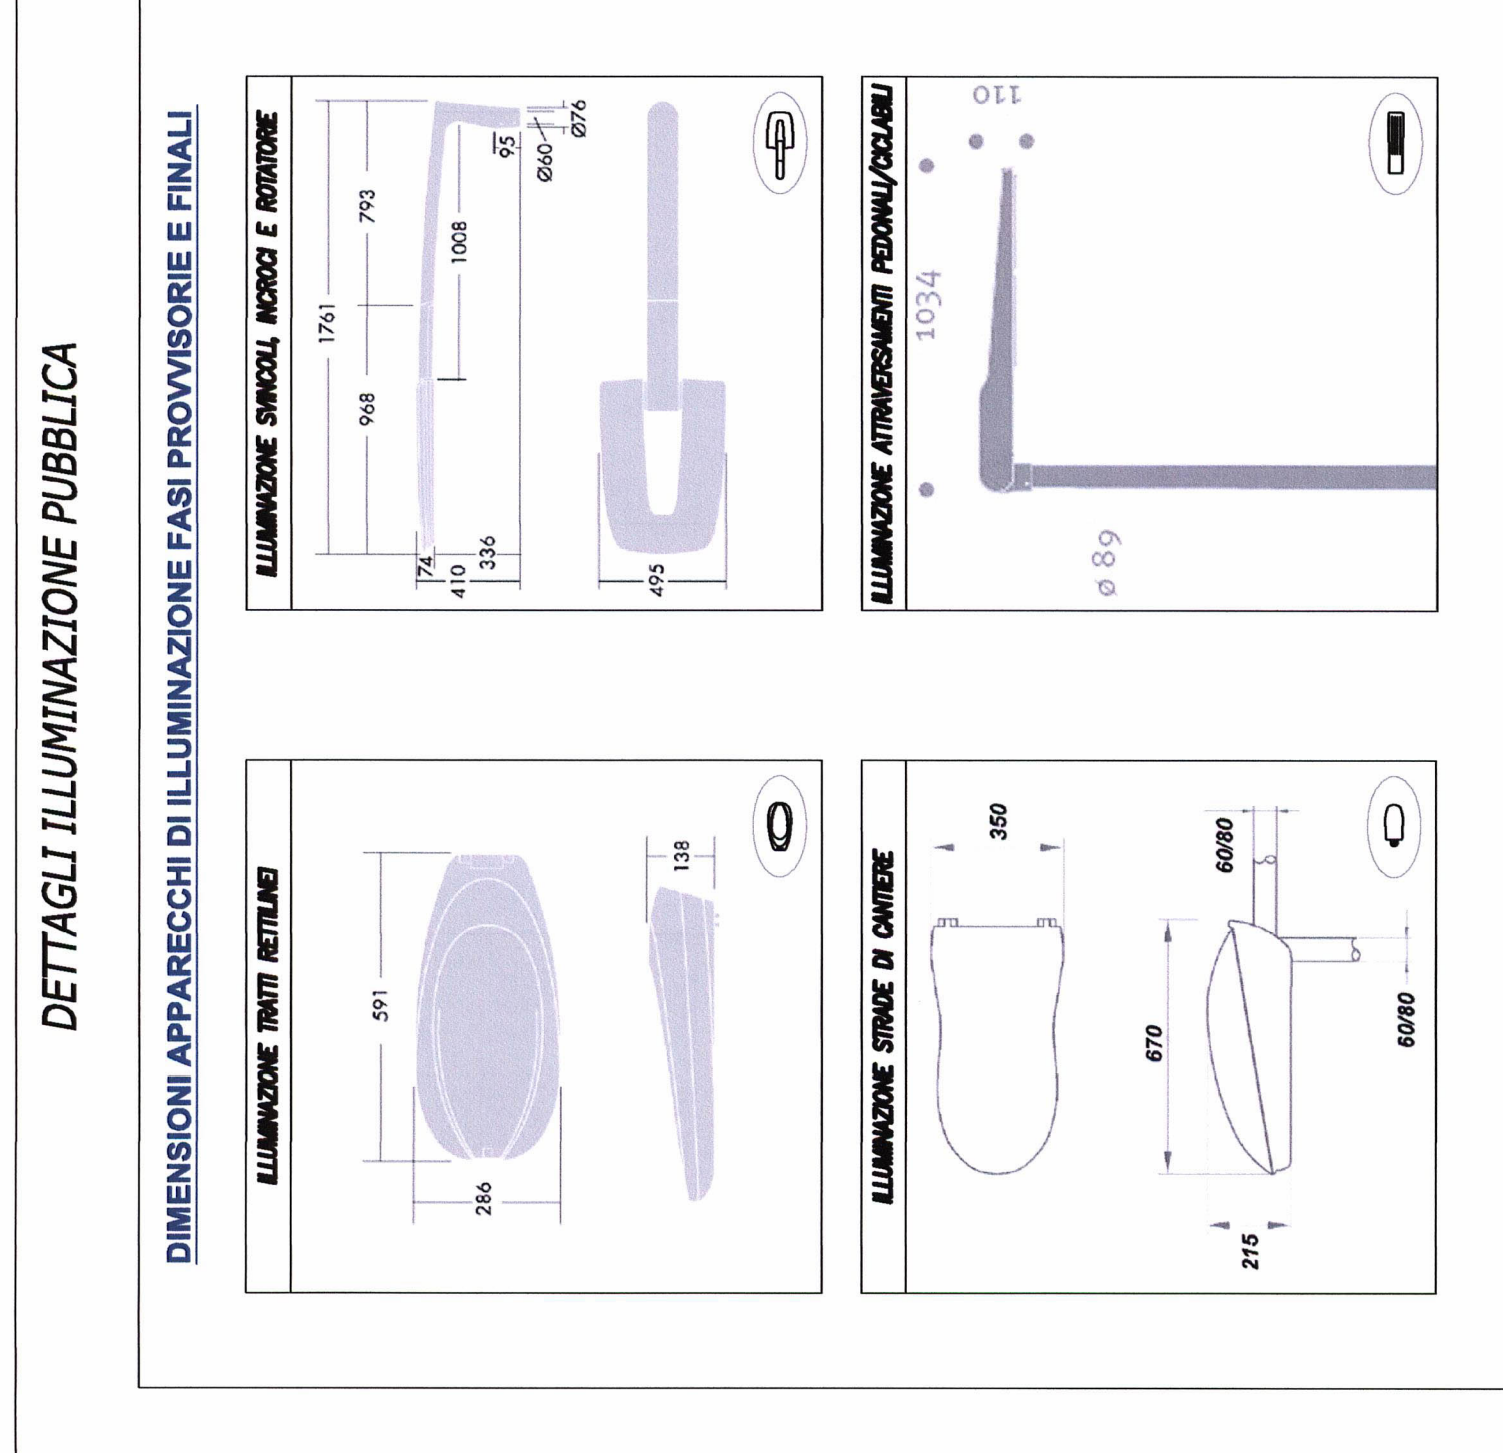 DETTAGLI ILLUMINAZIONE PUBBLICA
DIMENSIONI APPARECCHI DI ILLUMINAZIONE FASI PROVVISORIE E FINALI
ILLUMINAZIONE TRATTI RETTILINEI
591
286
138
ILLUMINAZIONE SVINCOLI, INCROCI E ROTATORIE
1761
968
793
1008
74
410
336
95
Ø60
Ø76
495
ILLUMINAZIONE STRADE DI CANTIERE
350
670
215
60/80
60/80
ILLUMINAZIONE ATTRAVERSAMENTI PEDONALI/CICLABILI
1034
110
ø 89